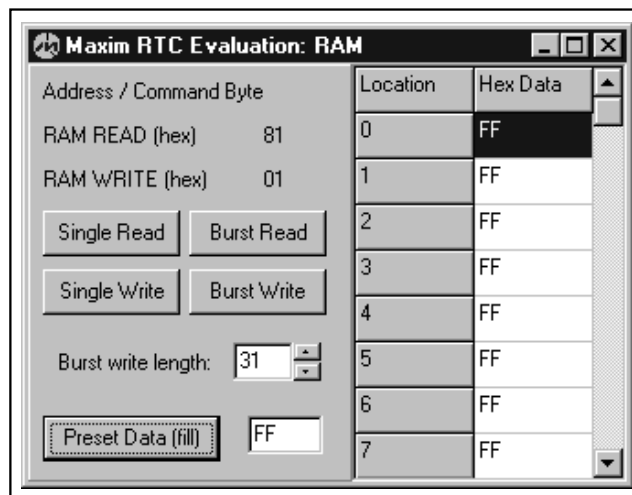 Maxim RTC Evaluation: RAM
Address / Command Byte
RAM READ (hex) 81
RAM WRITE (hex) 01
Single Read Burst Read
Single Write Burst Write
Burst write length: 31
Preset Data (fill) FF
Location Hex Data
0 FF
1 FF
2 FF
3 FF
4 FF
5 FF
6 FF
7 FF